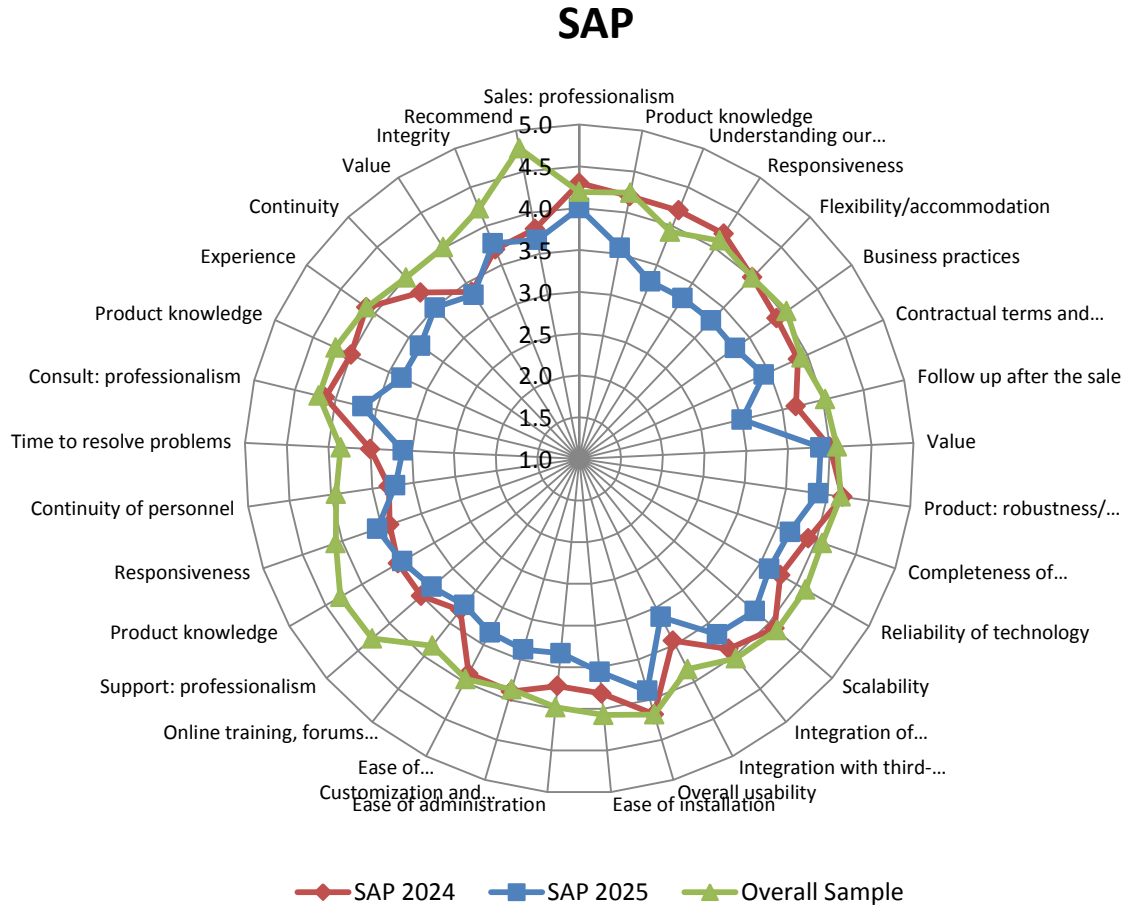 SAP
Sales: professionalism
Product knowledge
Understanding our…
Responsiveness
Flexibility/accommodation
Business practices
Contractual terms and…
Follow up after the sale
Value
Product: robustness/…
Completeness of…
Reliability of technology
Scalability
Integration of…
Integration with third-…
Overall usability
Ease of installation
Ease of administration
Customization and…
Ease of…
Online training, forums…
Support: professionalism
Product knowledge
Responsiveness
Continuity of personnel
Time to resolve problems
Consult: professionalism
Product knowledge
Experience
Continuity
Value
Integrity
Recommend
5.0
4.5
4.0
3.5
3.0
2.5
2.0
1.5
1.0
SAP 2024
SAP 2025
Overall Sample